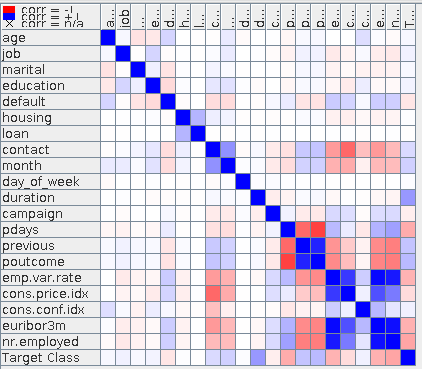 corr = -1
corr = +1
corr = n/a
a... job ... e... d... h... l... c... ... d... d... c... p... p... p... e... c... c... e... n... T...
age
job
marital
education
default
housing
loan
contact
month
day_of_week
duration
campaign
pdays
previous
poutcome
emp.var.rate
cons.price.idx
cons.conf.idx
euribor3m
nr.employed
Target Class